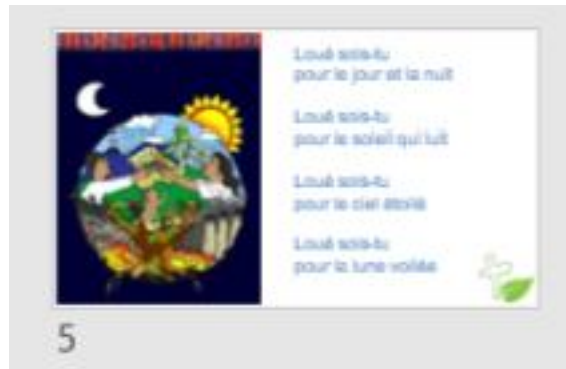 Loué sois-tu
pour le jour et la nuit
Loué sois-tu
pour le soleil qui luit
Loué sois-tu
pour le ciel étoilé
Loué sois-tu
pour la lune voilée
5